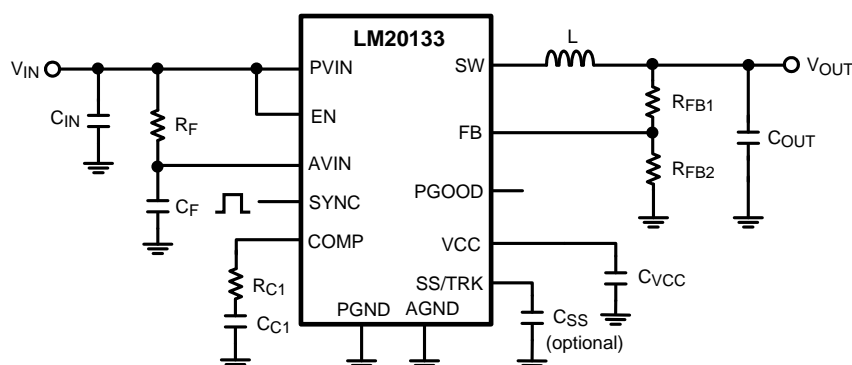 LM20133
L
VIN
PVIN
SW
VOUT
CIN
RF
EN
RFB1
FB
COUT
AVIN
RFB2
CF
SYNC
PGOOD
COMP
VCC
RC1
SS/TRK
CVCC
CC1
PGND
AGND
CSS
(optional)